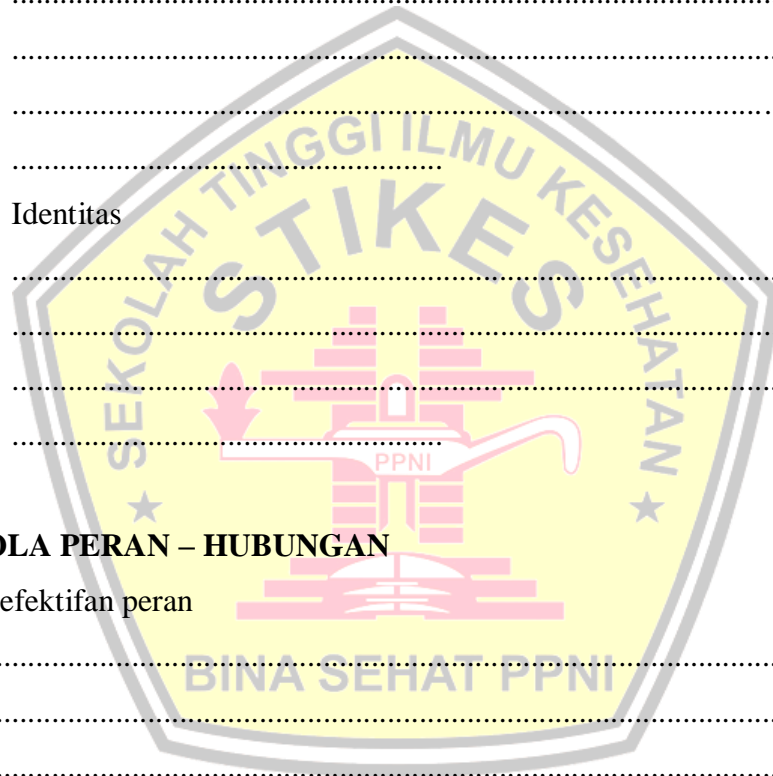 ................................................................................................
................................................................................................
................................................................................................
.....................................................
Identitas
................................................................................................
................................................................................................
................................................................................................
.....................................................
OLA PERAN – HUBUNGAN
efektifan peran
................................................................................................
................................................................................................
................................................................................................
SEKOLAH TINGGI ILMU KESEHATAN
STIKES
PPNI
BINA SEHAT PPNI